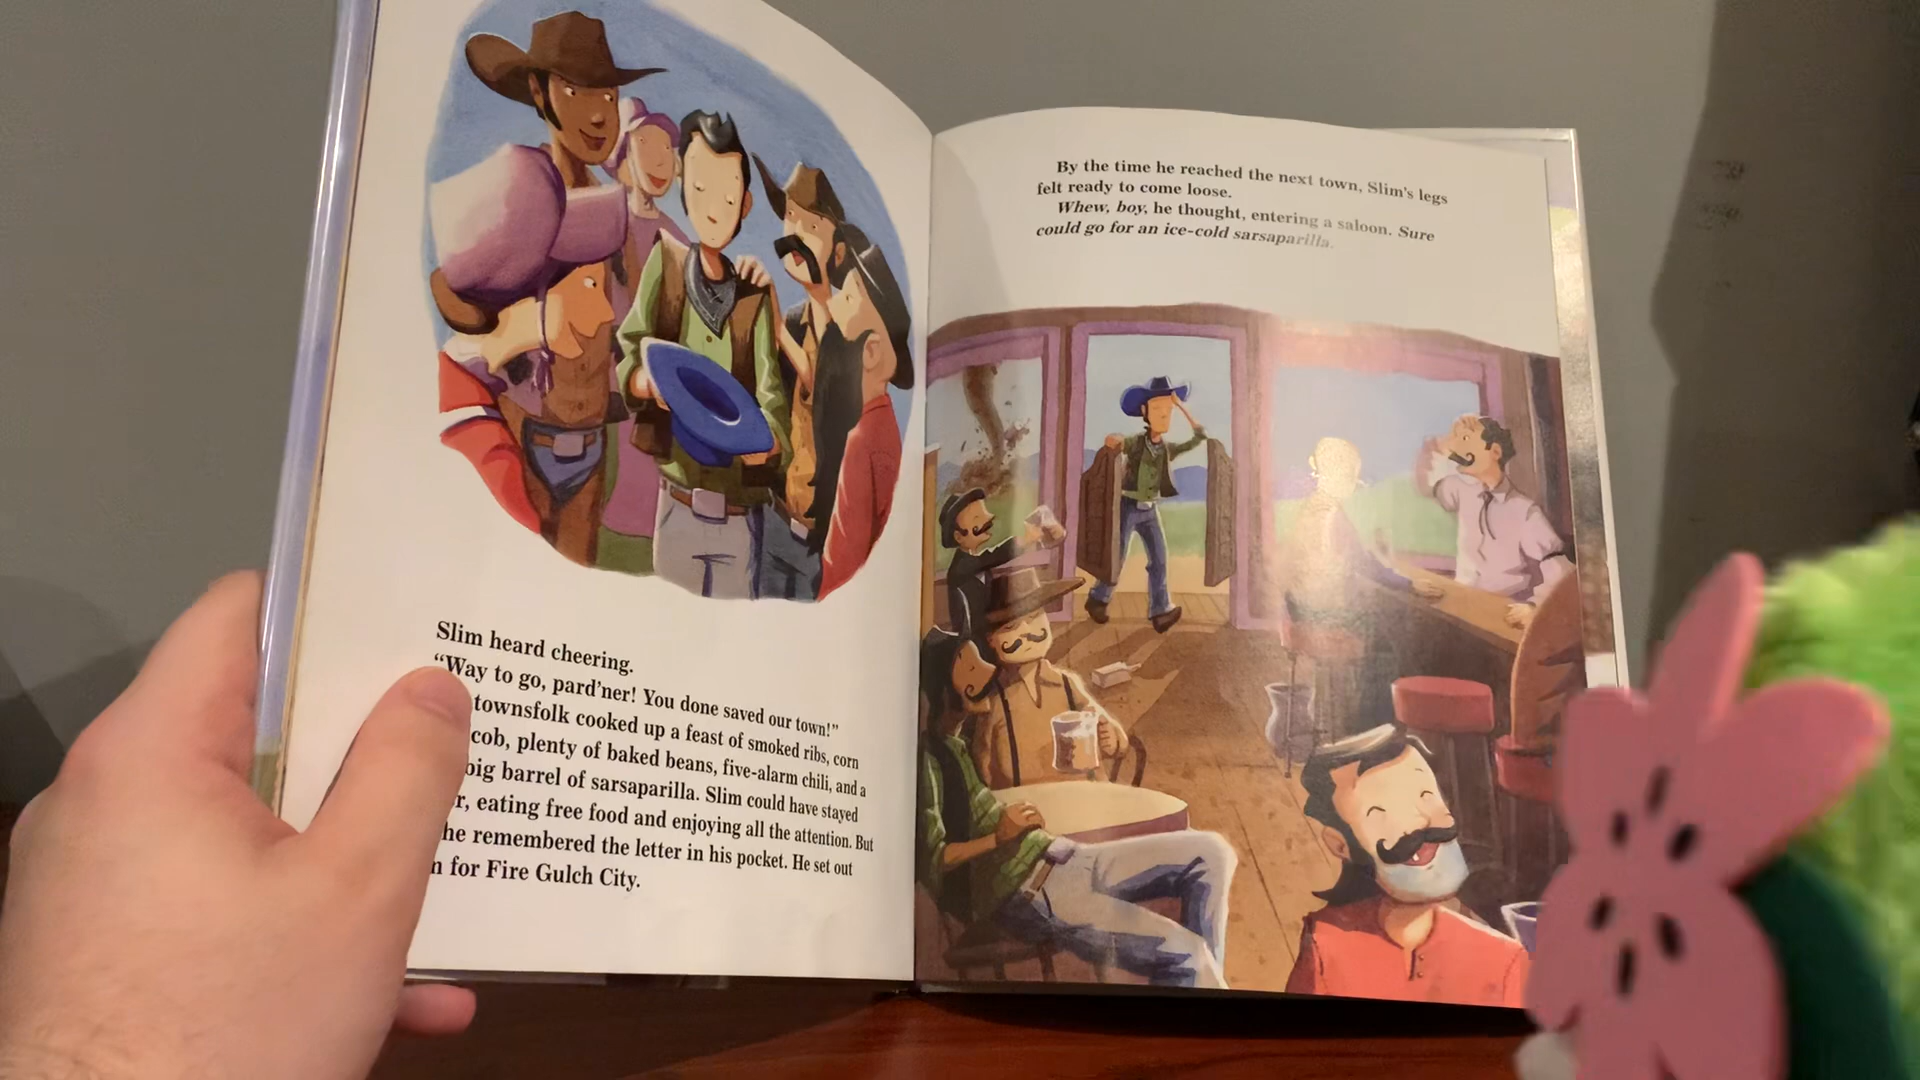 Slim heard cheering.
“Way to go, pard’ner! You done saved our town!”
townsfolk cooked up a feast of smoked ribs, corn
cob, plenty of baked beans, five-alarm chili, and a
big barrel of sarsaparilla. Slim could have stayed
eating free food and enjoying all the attention. But
he remembered the letter in his pocket. He set out
for Fire Gulch City.
By the time he reached the next town, Slim’s legs
felt ready to come loose.
Whew, boy, he thought, entering a saloon. Sure
could go for an ice-cold sarsaparilla.